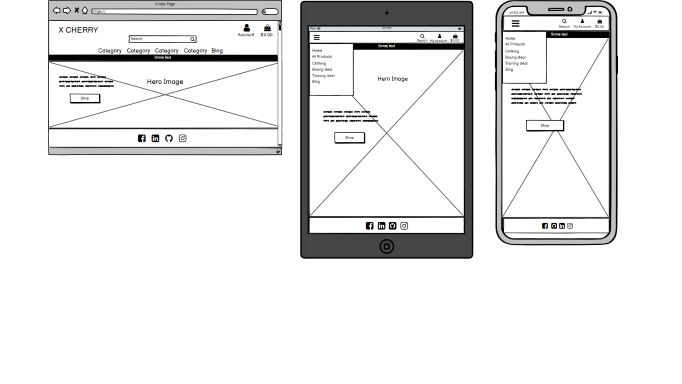 A Web Page
https://
X CHERRY
Search
Account $0.00
Category Category Category Category Blog
Some text
Hero Image
Shop
Search My Account $0.00
Some text
Home
All Products
Clothing
Boxing Gear
Training Gear
Blog
Hero Image
Shop
Search My Account $0.00
Some text
Home
All Products
Clothing
Boxing Gear
Training Gear
Blog
Shop